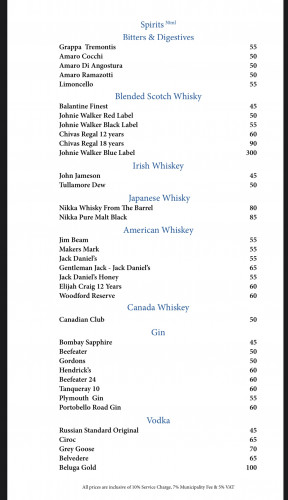 Spirits 30ml
Bitters & Digestives
Grappa Tremontis 55
Amaro Cocchi 50
Amaro Di Angostura 50
Amaro Ramazotti 50
Limoncello 55
Blended Scotch Whisky
Balantine Finest 45
Johnie Walker Red Label 50
Johnie Walker Black Label 55
Chivas Regal 12 years 60
Chivas Regal 18 years 90
Johnie Walker Blue Label 300
Irish Whiskey
John Jameson 45
Tullamore Dew 50
Japanese Whisky
Nikka Whisky From The Barrel 80
Nikka Pure Malt Black 85
American Whiskey
Jim Beam 55
Makers Mark 55
Jack Daniel's 55
Gentleman Jack - Jack Daniel's 65
Jack Daniel's Honey 55
Elijah Craig 12 Years 60
Woodford Reserve 60
Canada Whiskey
Canadian Club 50
Gin
Bombay Sapphire 45
Beefeater 50
Gordons 50
Hendrick's 60
Beefeater 24 60
Tanqueray 10 60
Plymouth Gin 55
Portobello Road Gin 60
Vodka
Russian Standard Original 45
Ciroc 65
Grey Goose 70
Belvedere 65
Beluga Gold 100
All prices are inclusive of 10% Service Charge, 7% Municipality Fee & 5% VAT